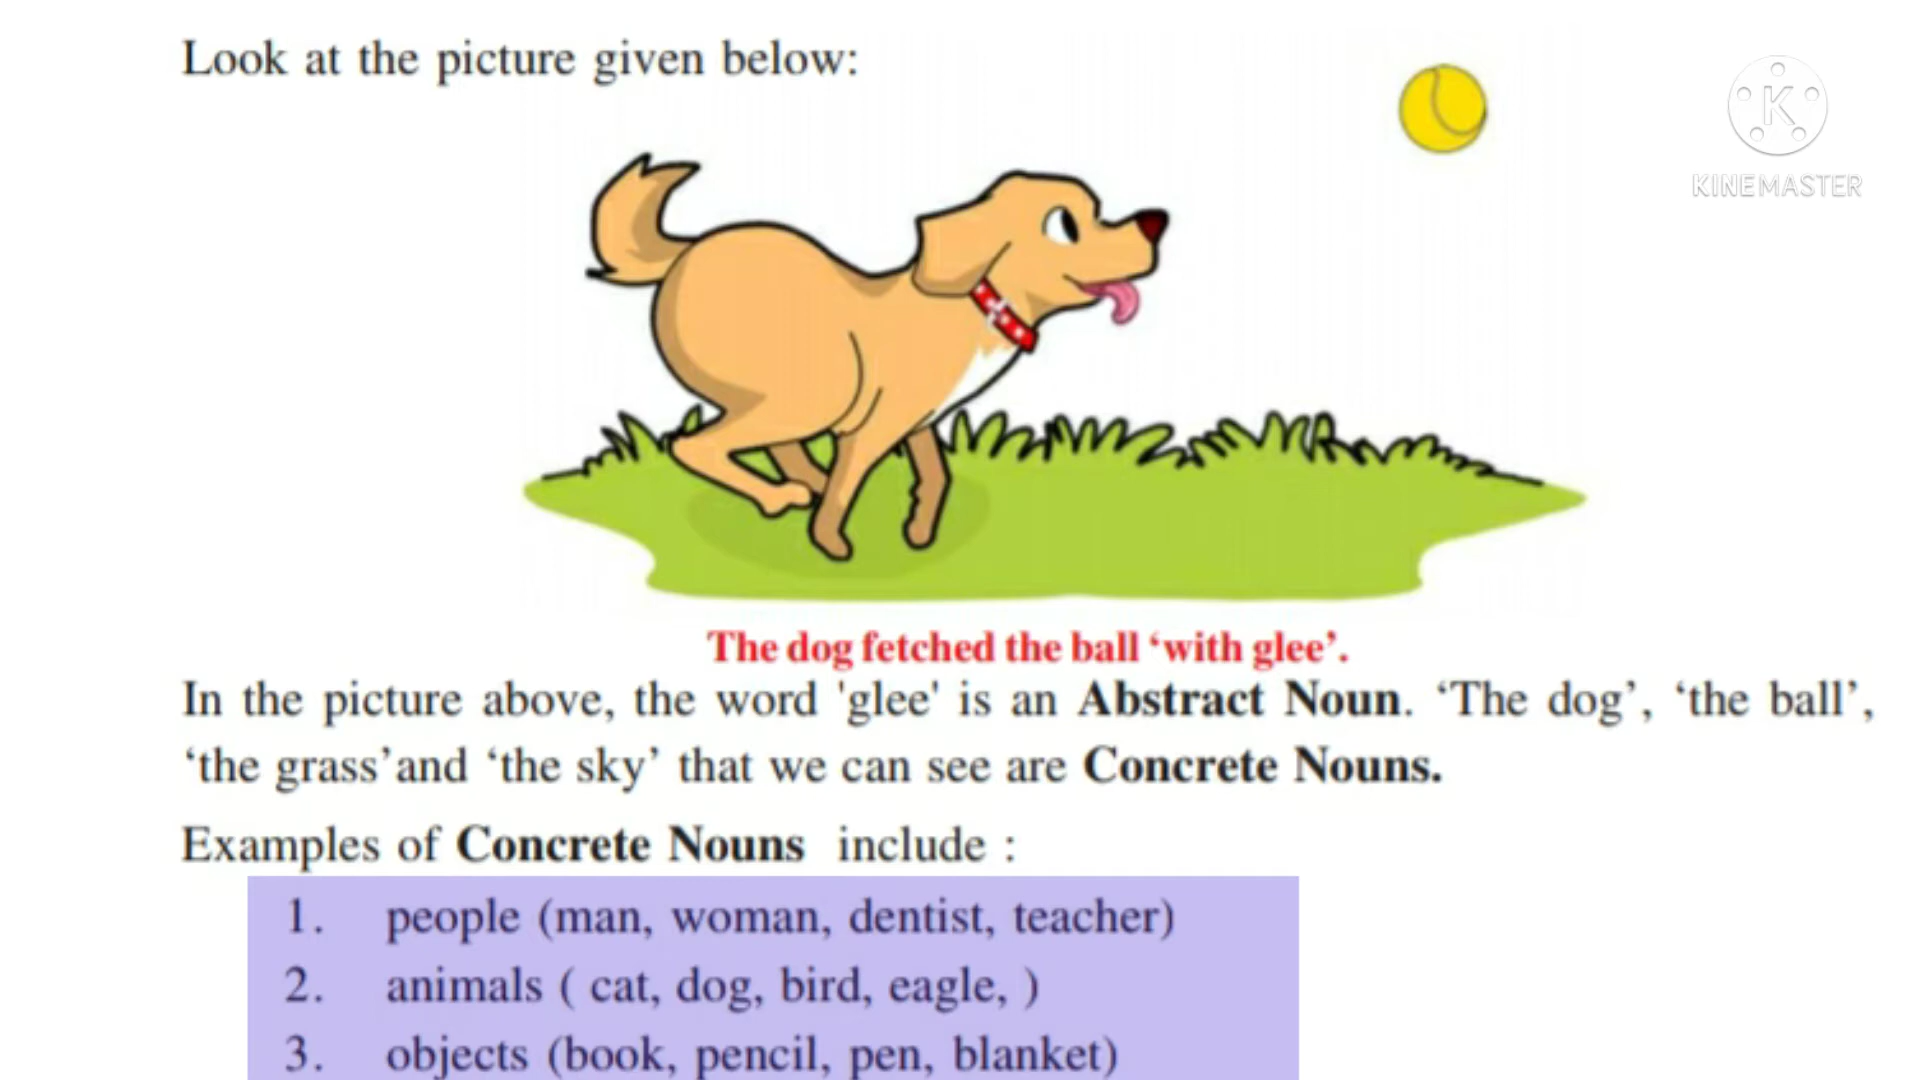 Look at the picture given below:
K
KINEMASTER
The dog fetched the ball ‘with glee’.
In the picture above, the word 'glee' is an Abstract Noun. ‘The dog’, ‘the ball’,
‘the grass’and ‘the sky’ that we can see are Concrete Nouns.
Examples of Concrete Nouns include :
1. people (man, woman, dentist, teacher)
2. animals ( cat, dog, bird, eagle, )
3. objects (book, pencil, pen, blanket)